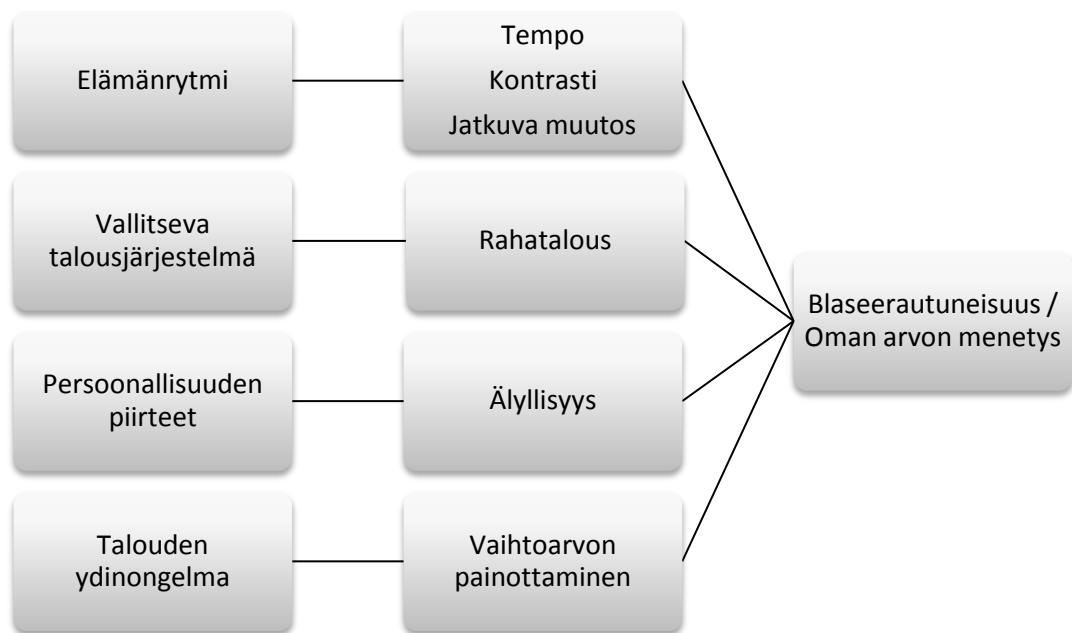 Elämänrytmi
Tempo
Kontrasti
Jatkuva muutos
Vallitseva
talousjärjestelmä
Rahatalous
Persoonallisuuden
piirteet
Älyllisyys
Talouden
ydinongelma
Vaihtoarvon
painottaminen
Blaseerautuneisuus /
Oman arvon menetys